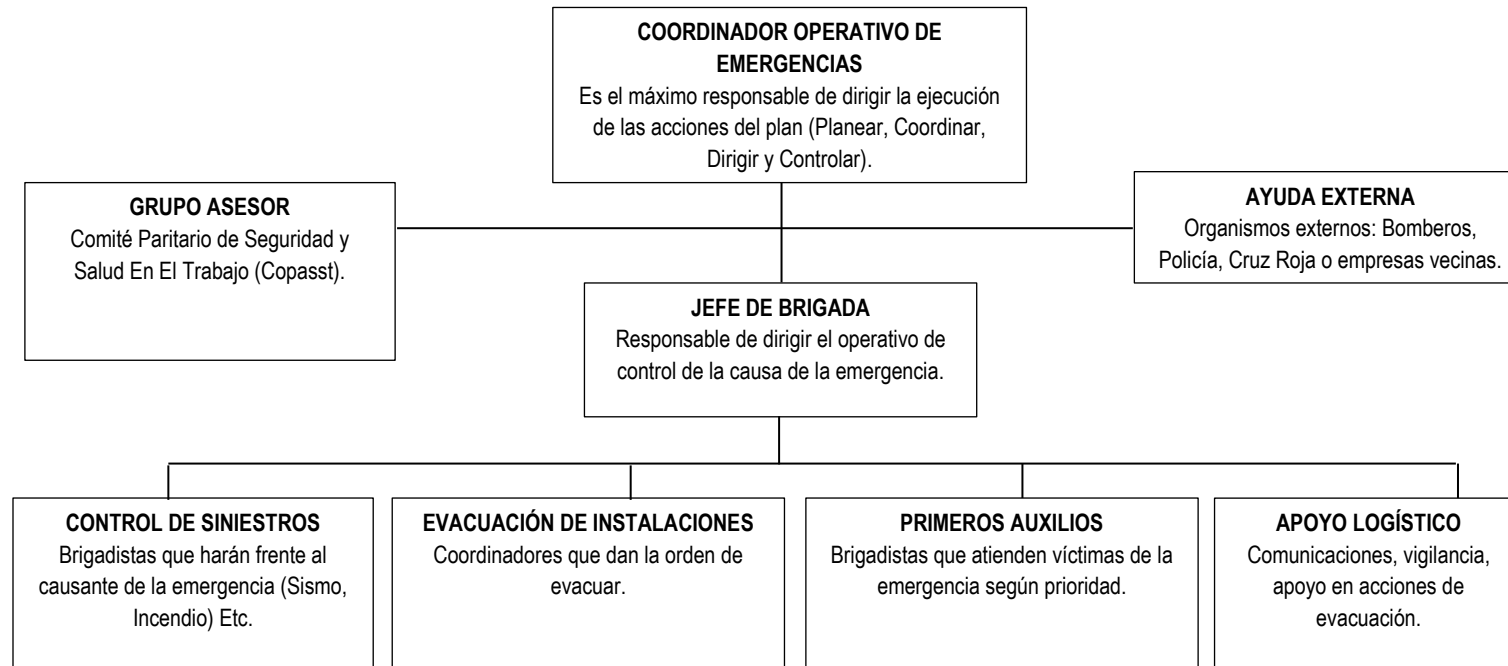 COORDINADOR OPERATIVO DE
EMERGENCIAS
Es el máximo responsable de dirigir la ejecución
de las acciones del plan (Planear, Coordinar,
Dirigir y Controlar).
GRUPO ASESOR
Comité Paritario de Seguridad y
Salud En El Trabajo (Copasst).
AYUDA EXTERNA
Organismos externos: Bomberos,
Policía, Cruz Roja o empresas vecinas.
JEFE DE BRIGADA
Responsable de dirigir el operativo de
control de la causa de la emergencia.
CONTROL DE SINIESTROS
Brigadistas que harán frente al
causante de la emergencia (Sismo,
Incendio) Etc.
EVACUACIÓN DE INSTALACIONES
Coordinadores que dan la orden de
evacuar.
PRIMEROS AUXILIOS
Brigadistas que atienden víctimas de la
emergencia según prioridad.
APOYO LOGÍSTICO
Comunicaciones, vigilancia,
apoyo en acciones de
evacuación.